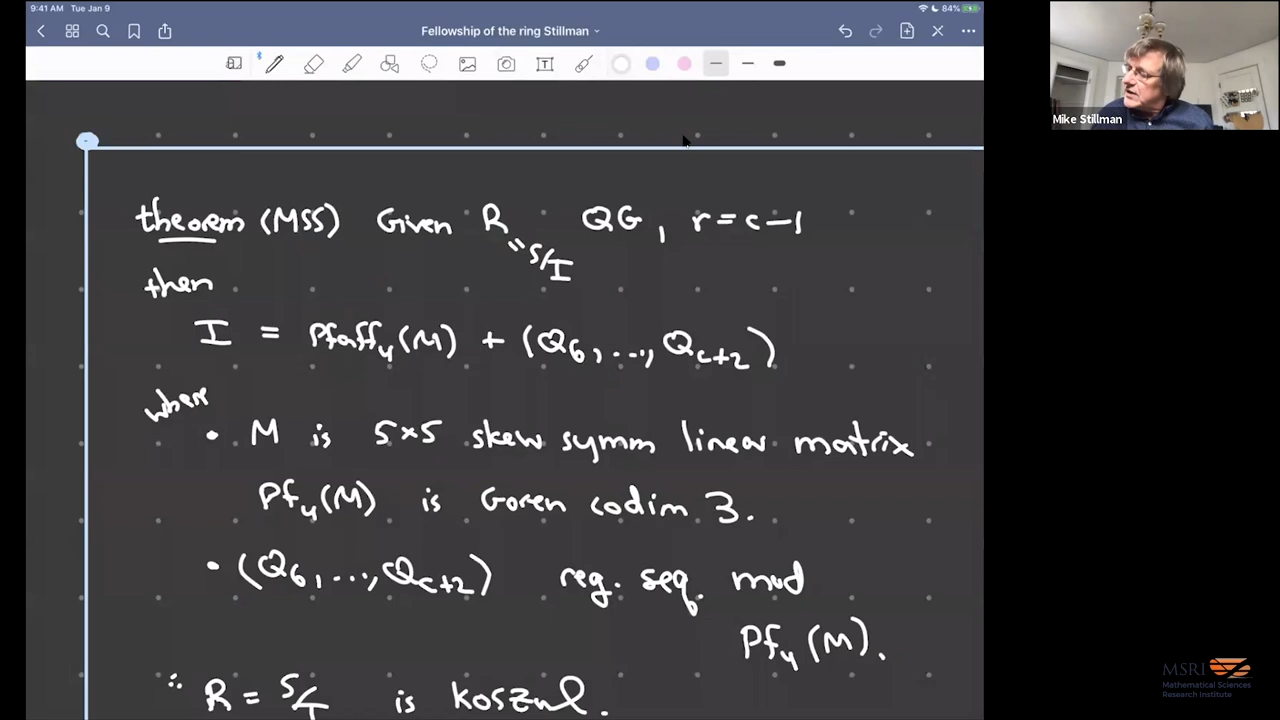 9:41 AM Tue Jan 9
84%
Fellowship of the ring Stillman
theorem (MSS) Given R QG, r = c-1
= S/I
then
I = Pfaff₄(M) + (Q₆, ..., Q_{c+2})
where
• M is 5×5 skew symm linear matrix
Pf₄(M) is Goren codim 3.
• (Q₆, ..., Q_{c+2}) reg. seq. mod
Pf₄(M).
∴ R = S/I is Koszul.
Mike Stillman
MSRI
Mathematical Sciences
Research Institute